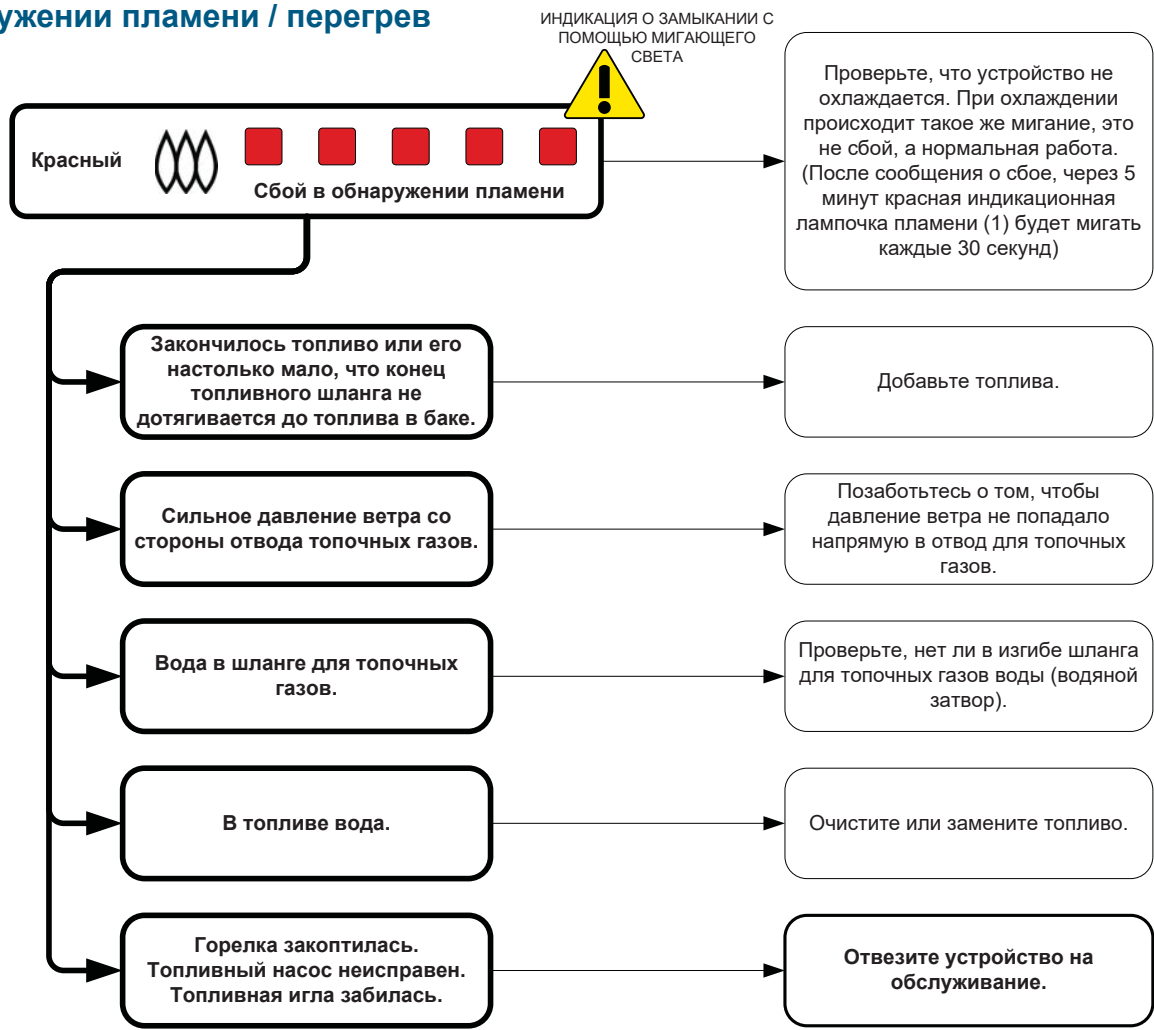 ужении пламени / перегрев
ИНДИКАЦИЯ О ЗАМЫКАНИИ С
ПОМОЩЬЮ МИГАЮЩЕГО
СВЕТА
Красный
Сбой в обнаружении пламени
Проверьте, что устройство не
охлаждается. При охлаждении
происходит такое же мигание, это
не сбой, а нормальная работа.
(После сообщения о сбое, через 5
минут красная индикационная
лампочка пламени (1) будет мигать
каждые 30 секунд)
Закончилось топливо или его
настолько мало, что конец
топливного шланга не
дотягивается до топлива в баке.
Добавьте топлива.
Сильное давление ветра со
стороны отвода топочных газов.
Позаботьтесь о том, чтобы
давление ветра не попадало
напрямую в отвод для топочных
газов.
Вода в шланге для топочных
газов.
Проверьте, нет ли в изгибе шланга
для топочных газов воды (водяной
затвор).
В топливе вода.
Очистите или замените топливо.
Горелка закоптилась.
Топливный насос неисправен.
Топливная игла забилась.
Отвезите устройство на
обслуживание.